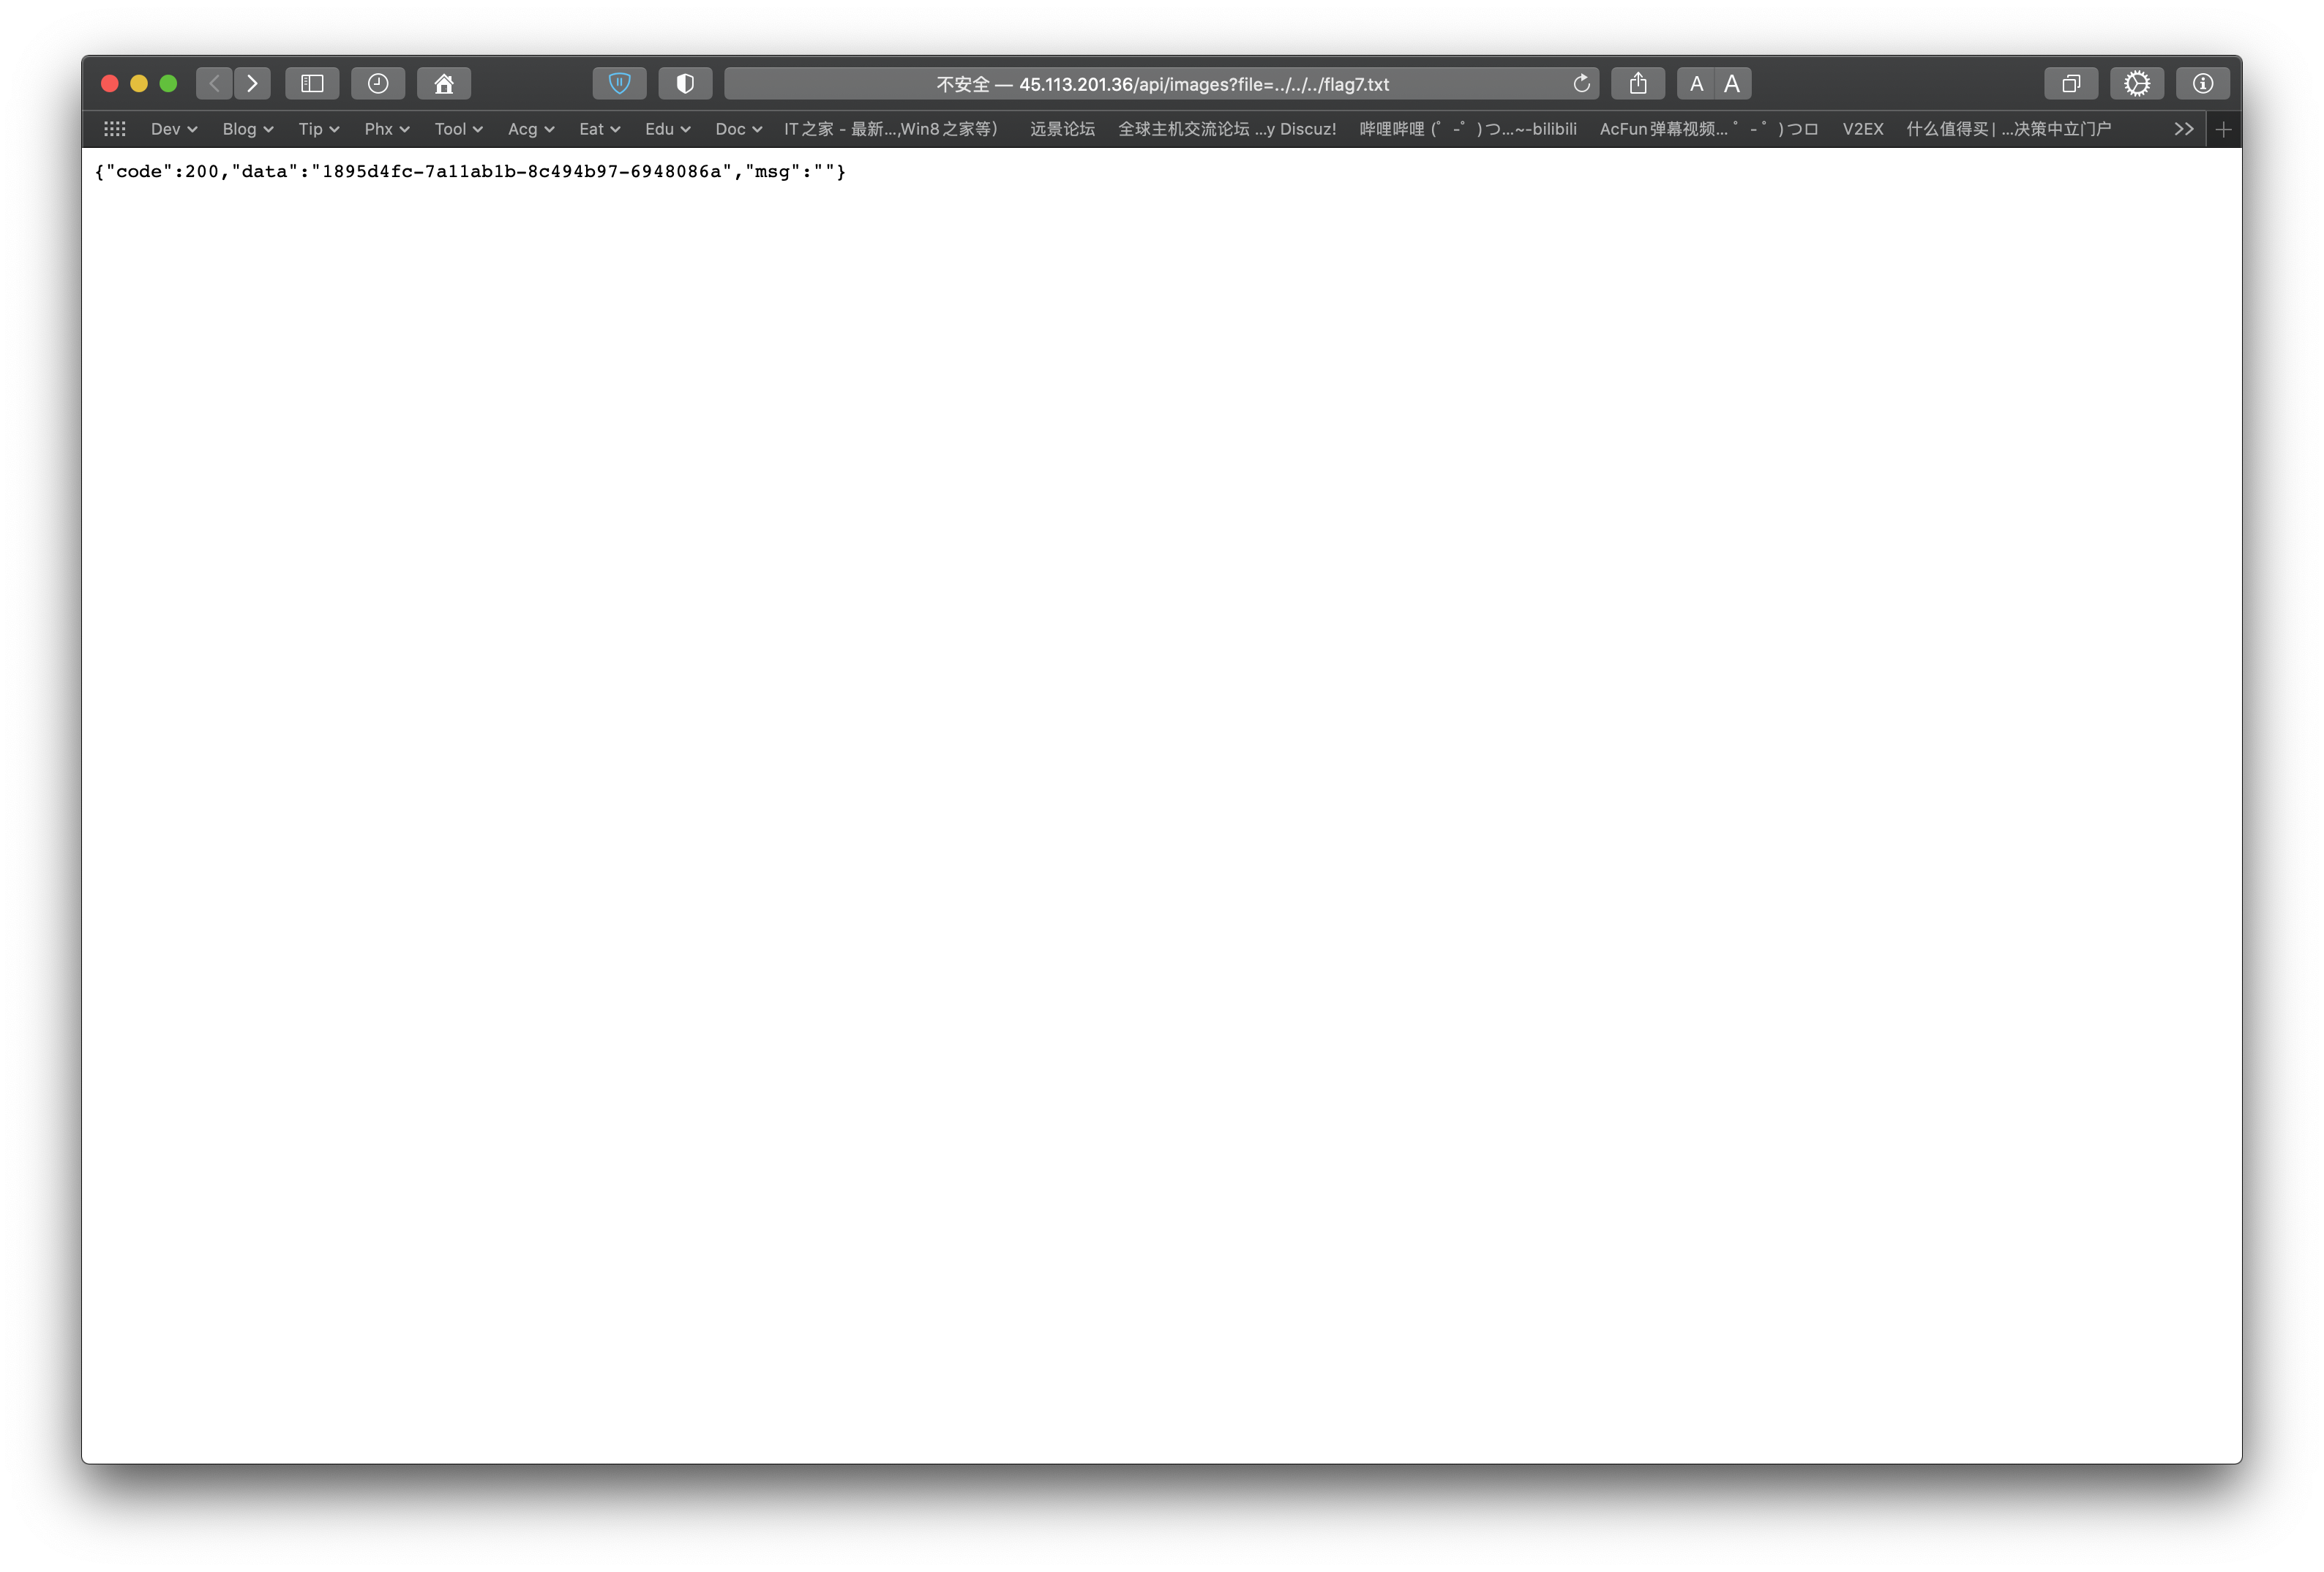 不安全 — 45.113.201.36/api/images?file=../../../flag7.txt
A A
Dev Blog Tip Phx Tool Acg Eat Edu Doc IT之家 - 最新...,Win8之家等） 远景论坛 全球主机交流论坛 ...y Discuz! 哔哩哔哩 (゜-゜)つ...~-bilibili AcFun弹幕视频... ゜-゜)つロ V2EX 什么值得买| ...决策中立门户
{"code":200,"data":"1895d4fc-7a11ab1b-8c494b97-6948086a","msg":""}